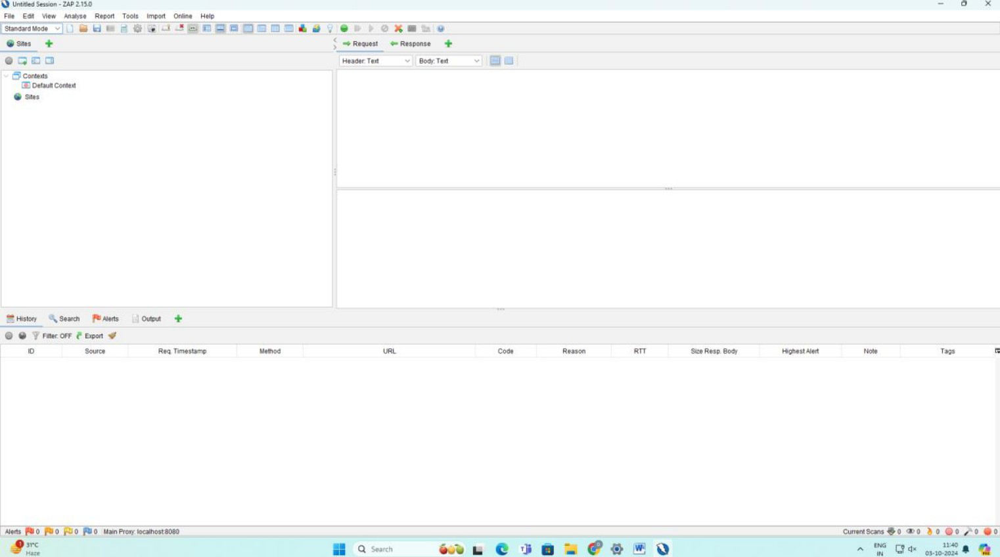 Untitled Session - ZAP 2.15.0
File Edit View Analyse Report Tools Import Online Help
Standard Mode
Sites
Request Response
Header: Text Body: Text
Contexts
Default Context
Sites
History Search Alerts Output
Filter: OFF Export
ID Source Req. Timestamp Method URL Code Reason RTT Size Resp. Body Highest Alert Note Tags
Alerts 0 0 0 0 Main Proxy: localhost:8080 Current Scans 0 0 0 0 0 0
1 31°C
Haze
Search
ENG
IN
11:40
03-10-2024